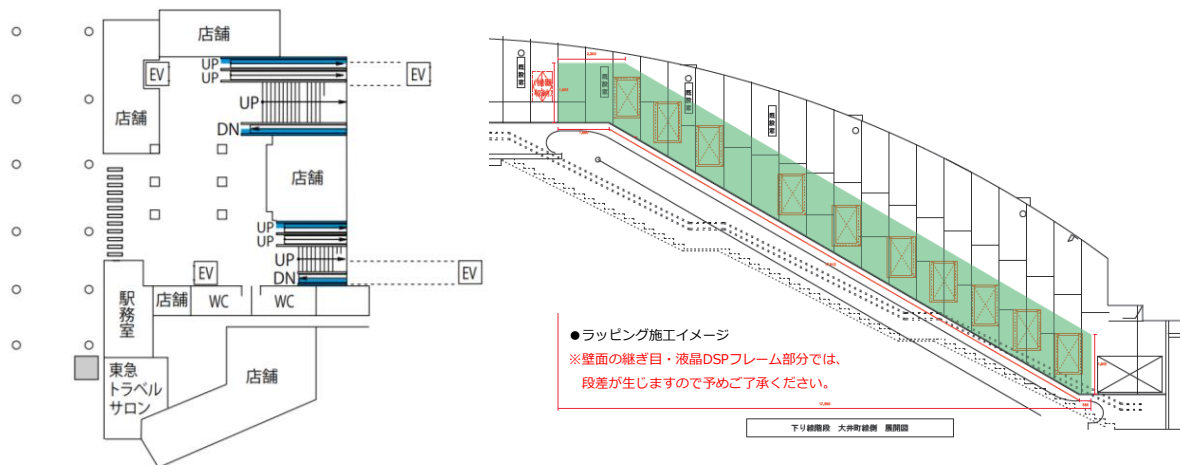 店舗
UP
UP
EV
EV
UP
店舗
DN
店舗
UP
UP
UP
EV
EV
DN
駅務室
店舗
WC
WC
東急
トラベル
サロン
店舗
●ラッピング施工イメージ
※壁面の継ぎ目・液晶DSPフレーム部分では、
段差が生じますので予めご了承ください。
下り線階段 大井町線側 展開図